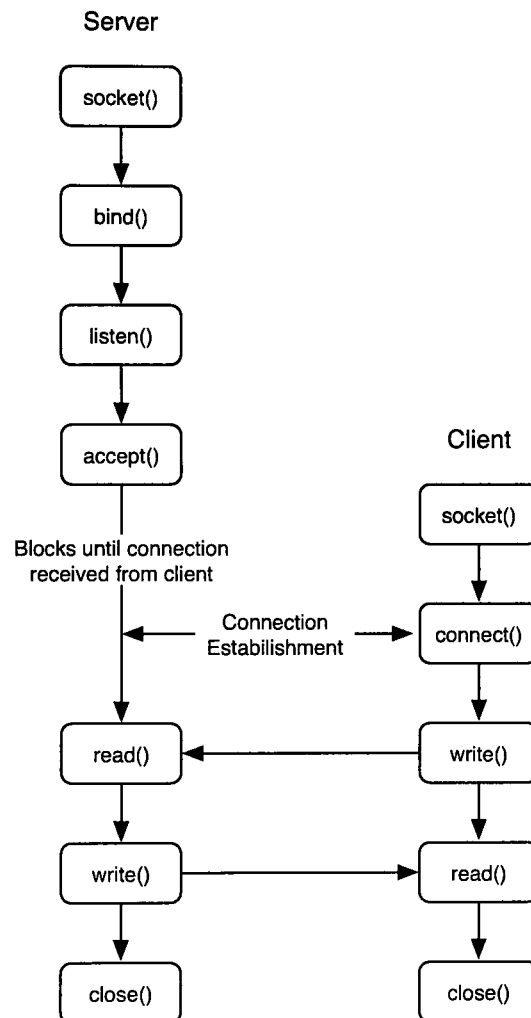 Server
socket()
bind()
listen()
accept()
Blocks until connection
received from client
Client
socket()
Connection
Estabilishment
connect()
read()
write()
write()
read()
close()
close()